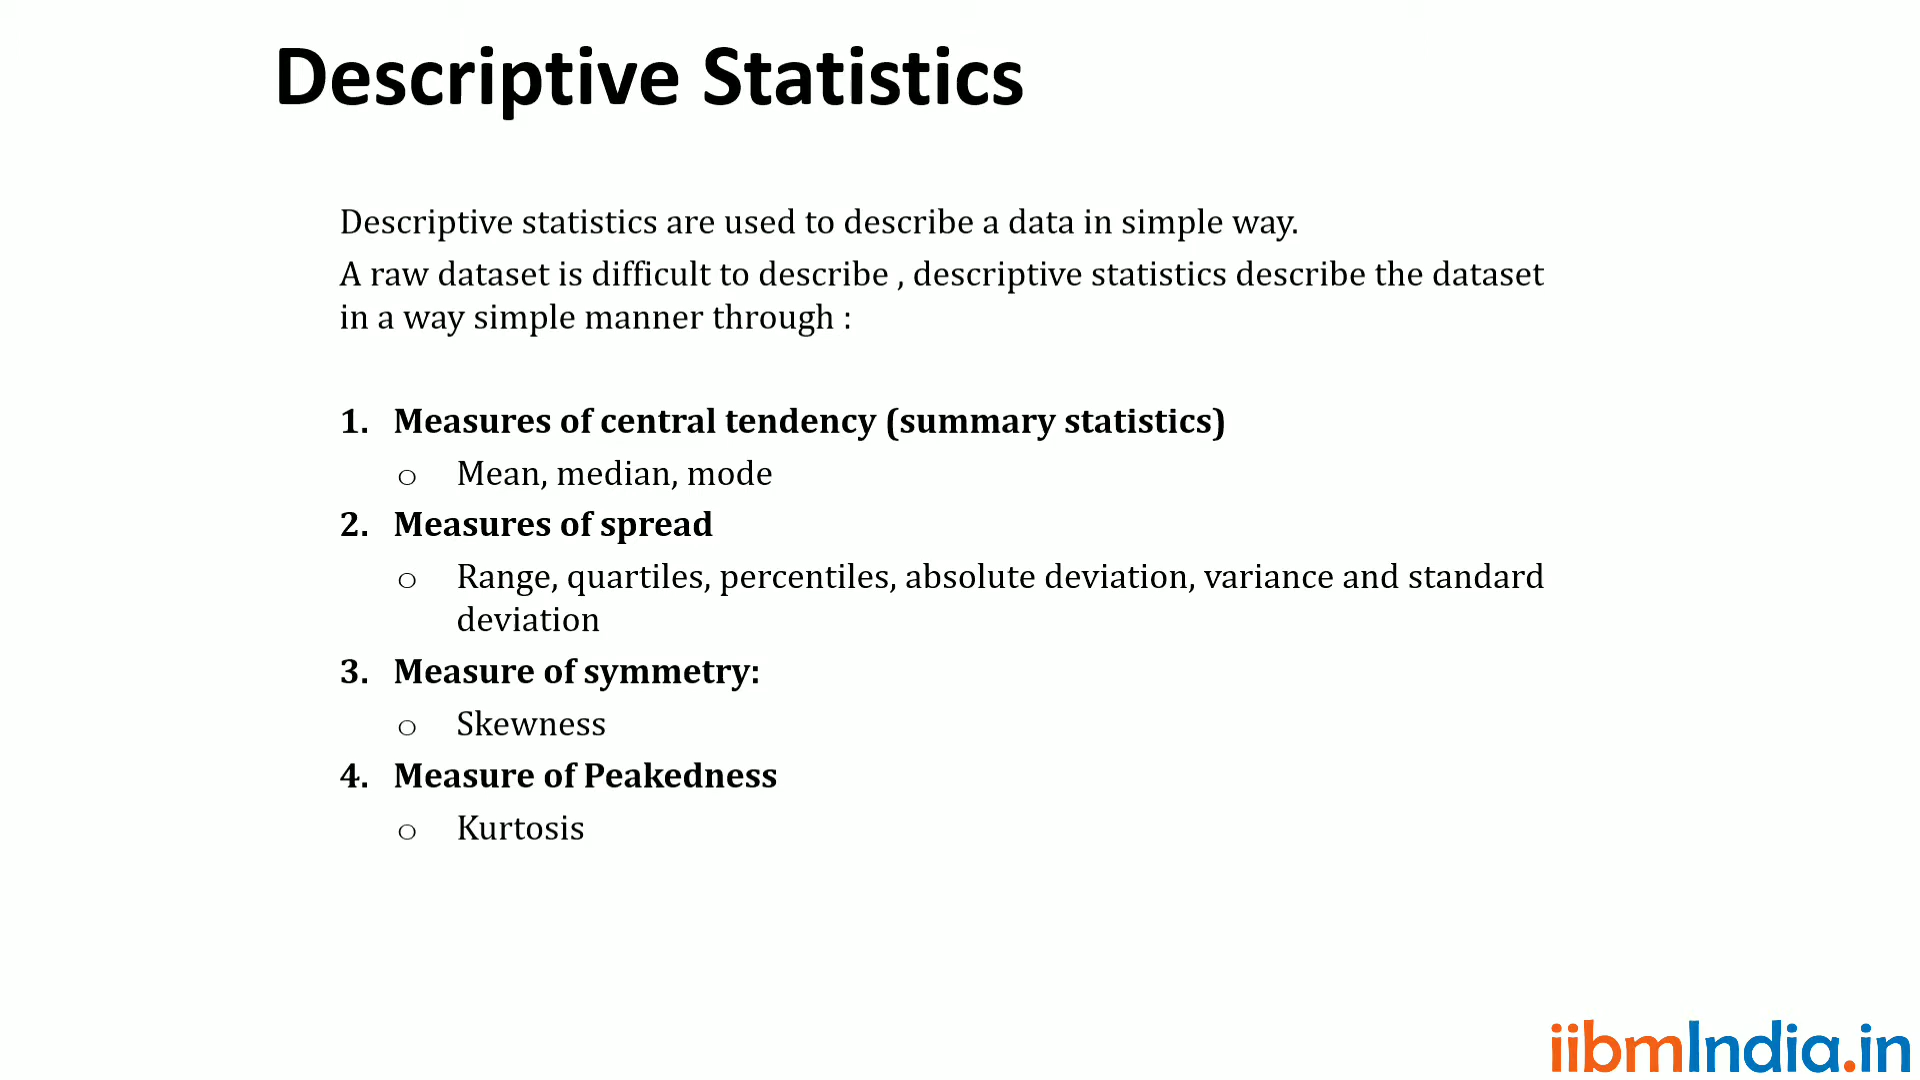 Descriptive Statistics
Descriptive statistics are used to describe a data in simple way.
A raw dataset is difficult to describe , descriptive statistics describe the dataset
in a way simple manner through :
1. Measures of central tendency (summary statistics)
o Mean, median, mode
2. Measures of spread
o Range, quartiles, percentiles, absolute deviation, variance and standard
deviation
3. Measure of symmetry:
o Skewness
4. Measure of Peakedness
o Kurtosis
iibmIndia.in